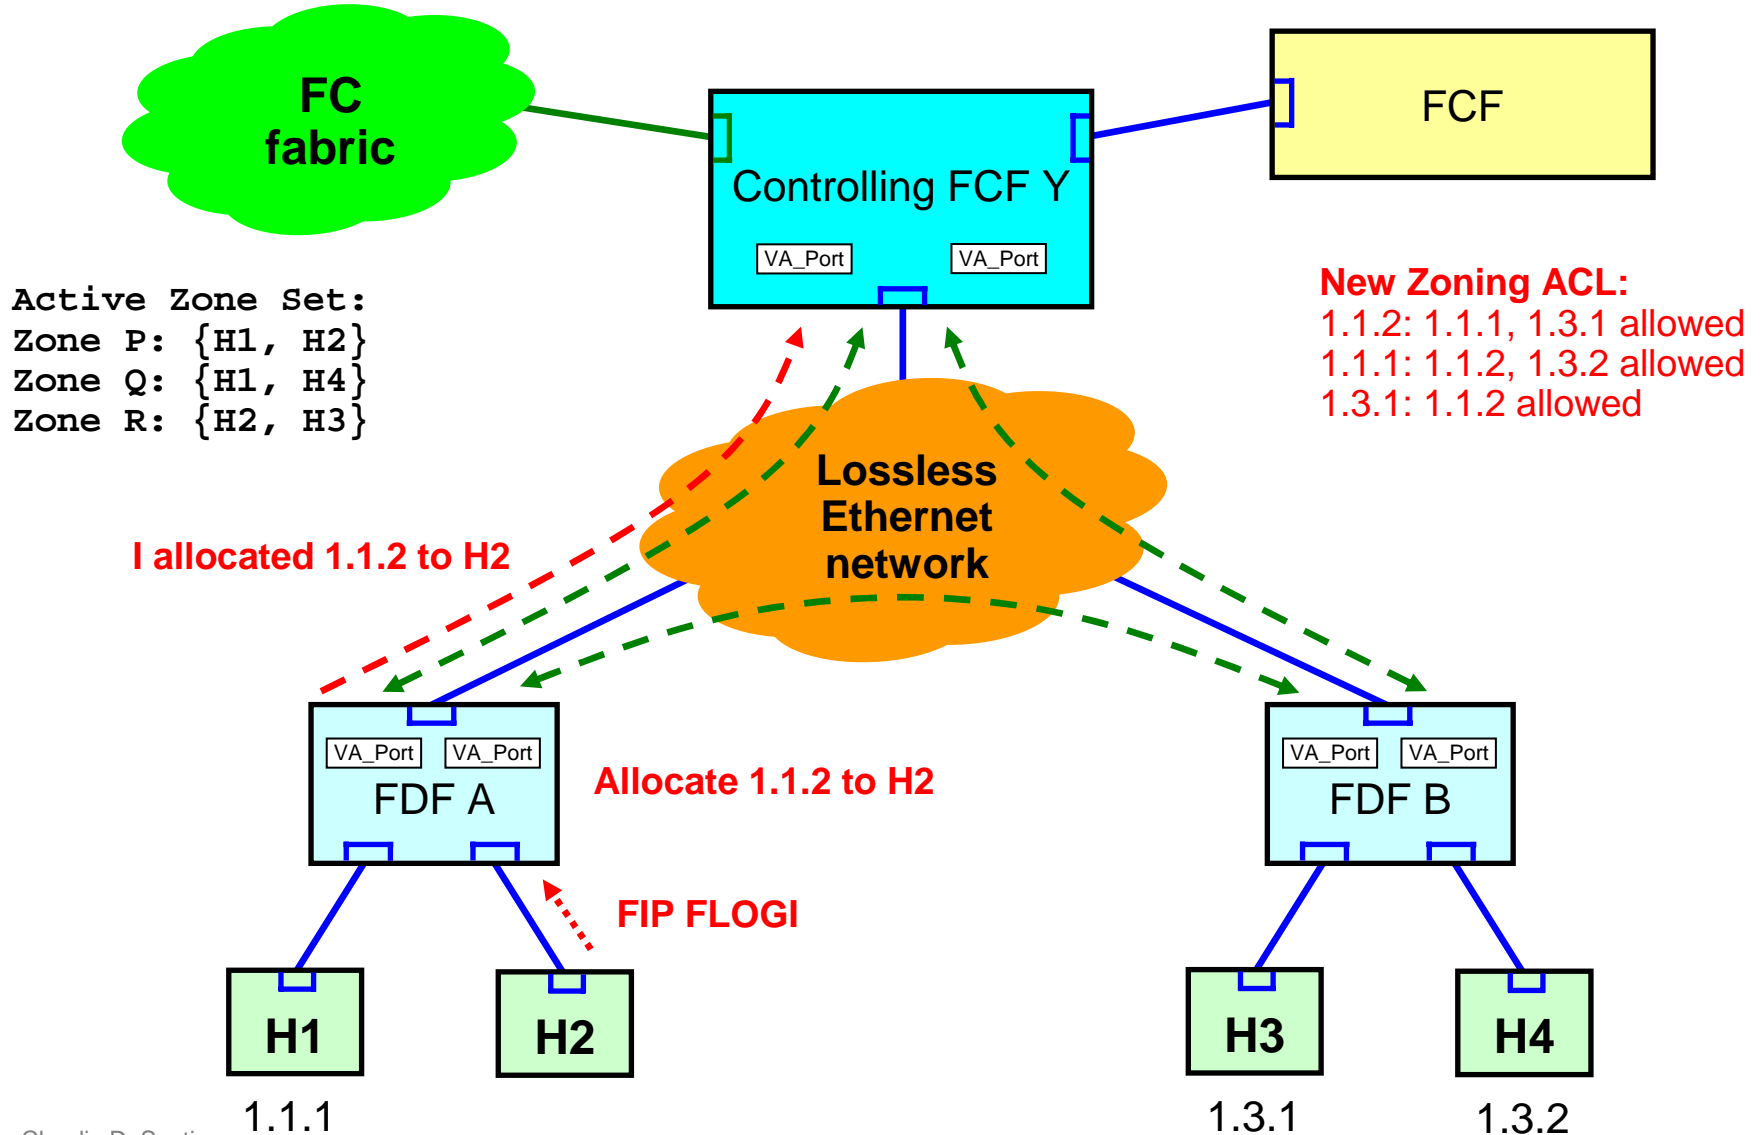 FC
fabric
FCF
Controlling FCF Y
VA_Port
VA_Port
Active Zone Set:
Zone P: {H1, H2}
Zone Q: {H1, H4}
Zone R: {H2, H3}
New Zoning ACL:
1.1.2: 1.1.1, 1.3.1 allowed
1.1.1: 1.1.2, 1.3.2 allowed
1.3.1: 1.1.2 allowed
Lossless
Ethernet
network
I allocated 1.1.2 to H2
VA_Port
VA_Port
FDF A
Allocate 1.1.2 to H2
VA_Port
VA_Port
FDF B
FIP FLOGI
H1
H2
H3
H4
1.1.1
1.3.1
1.3.2